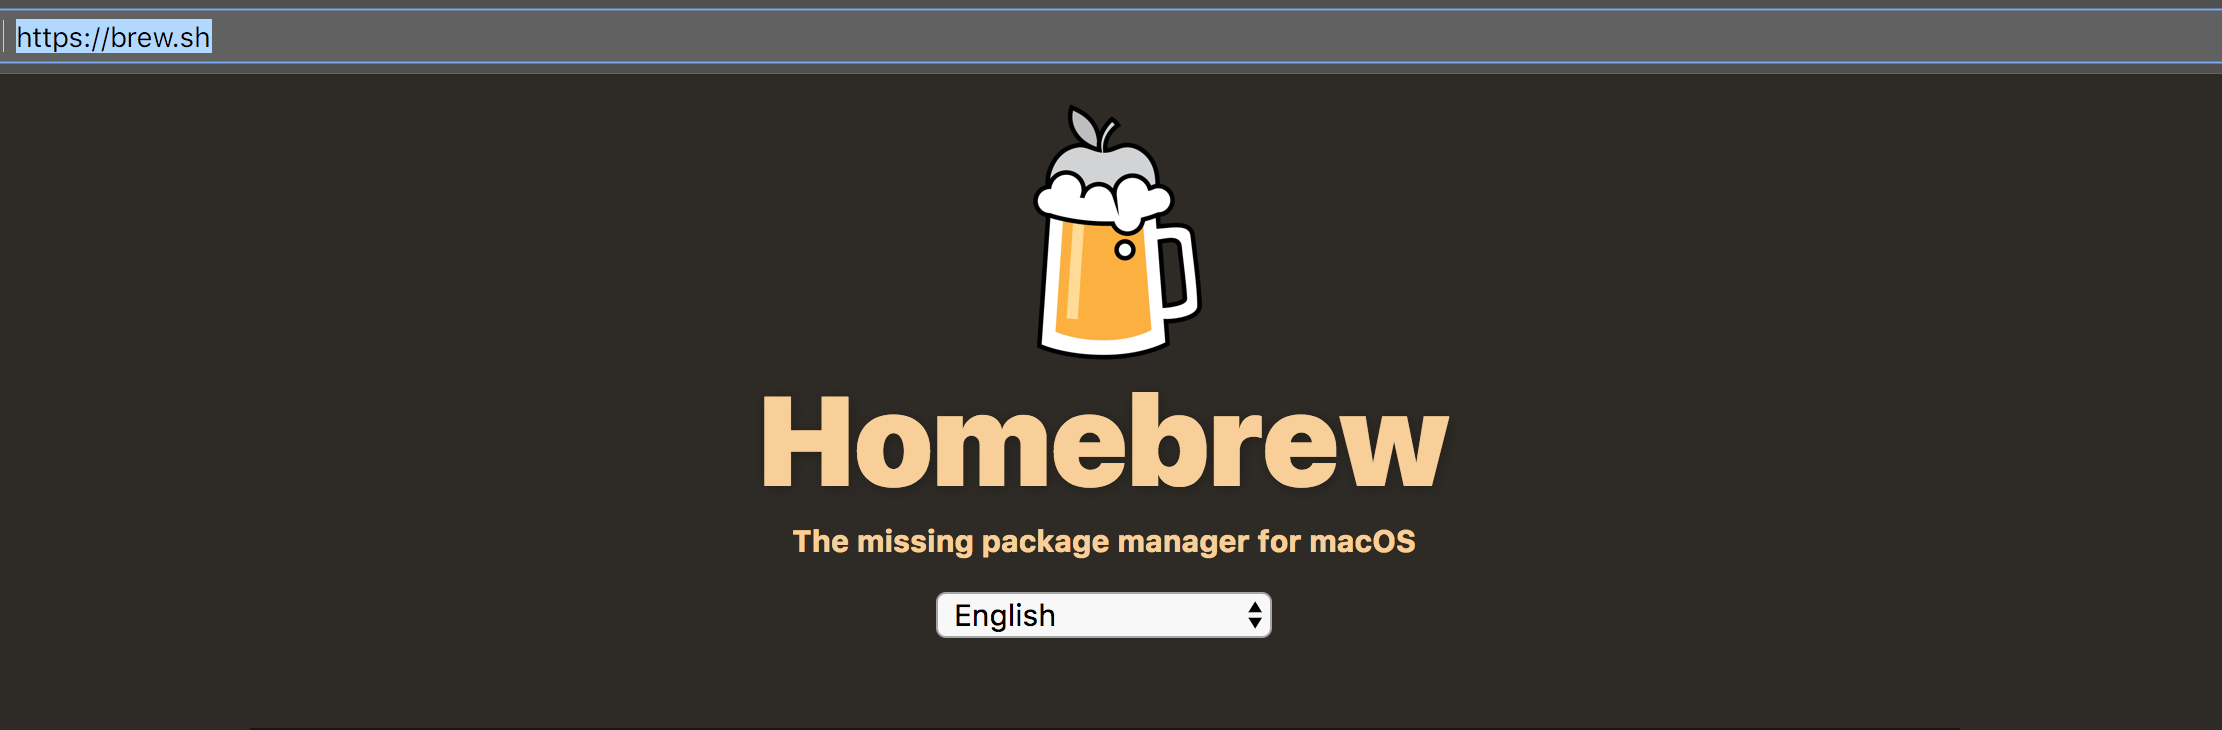 https://brew.sh
Homebrew
The missing package manager for macOS
English